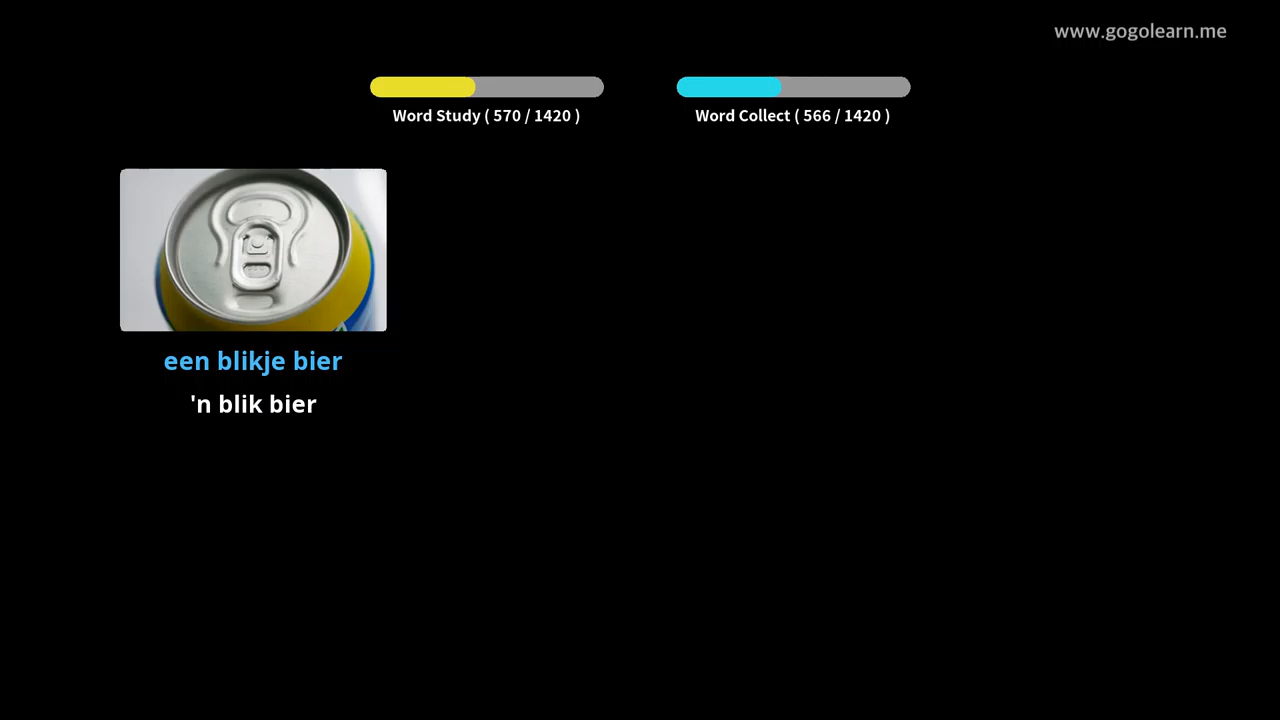 www.gogolearn.me
Word Study ( 570 / 1420 )
Word Collect ( 566 / 1420 )
een blikje bier
'n blik bier